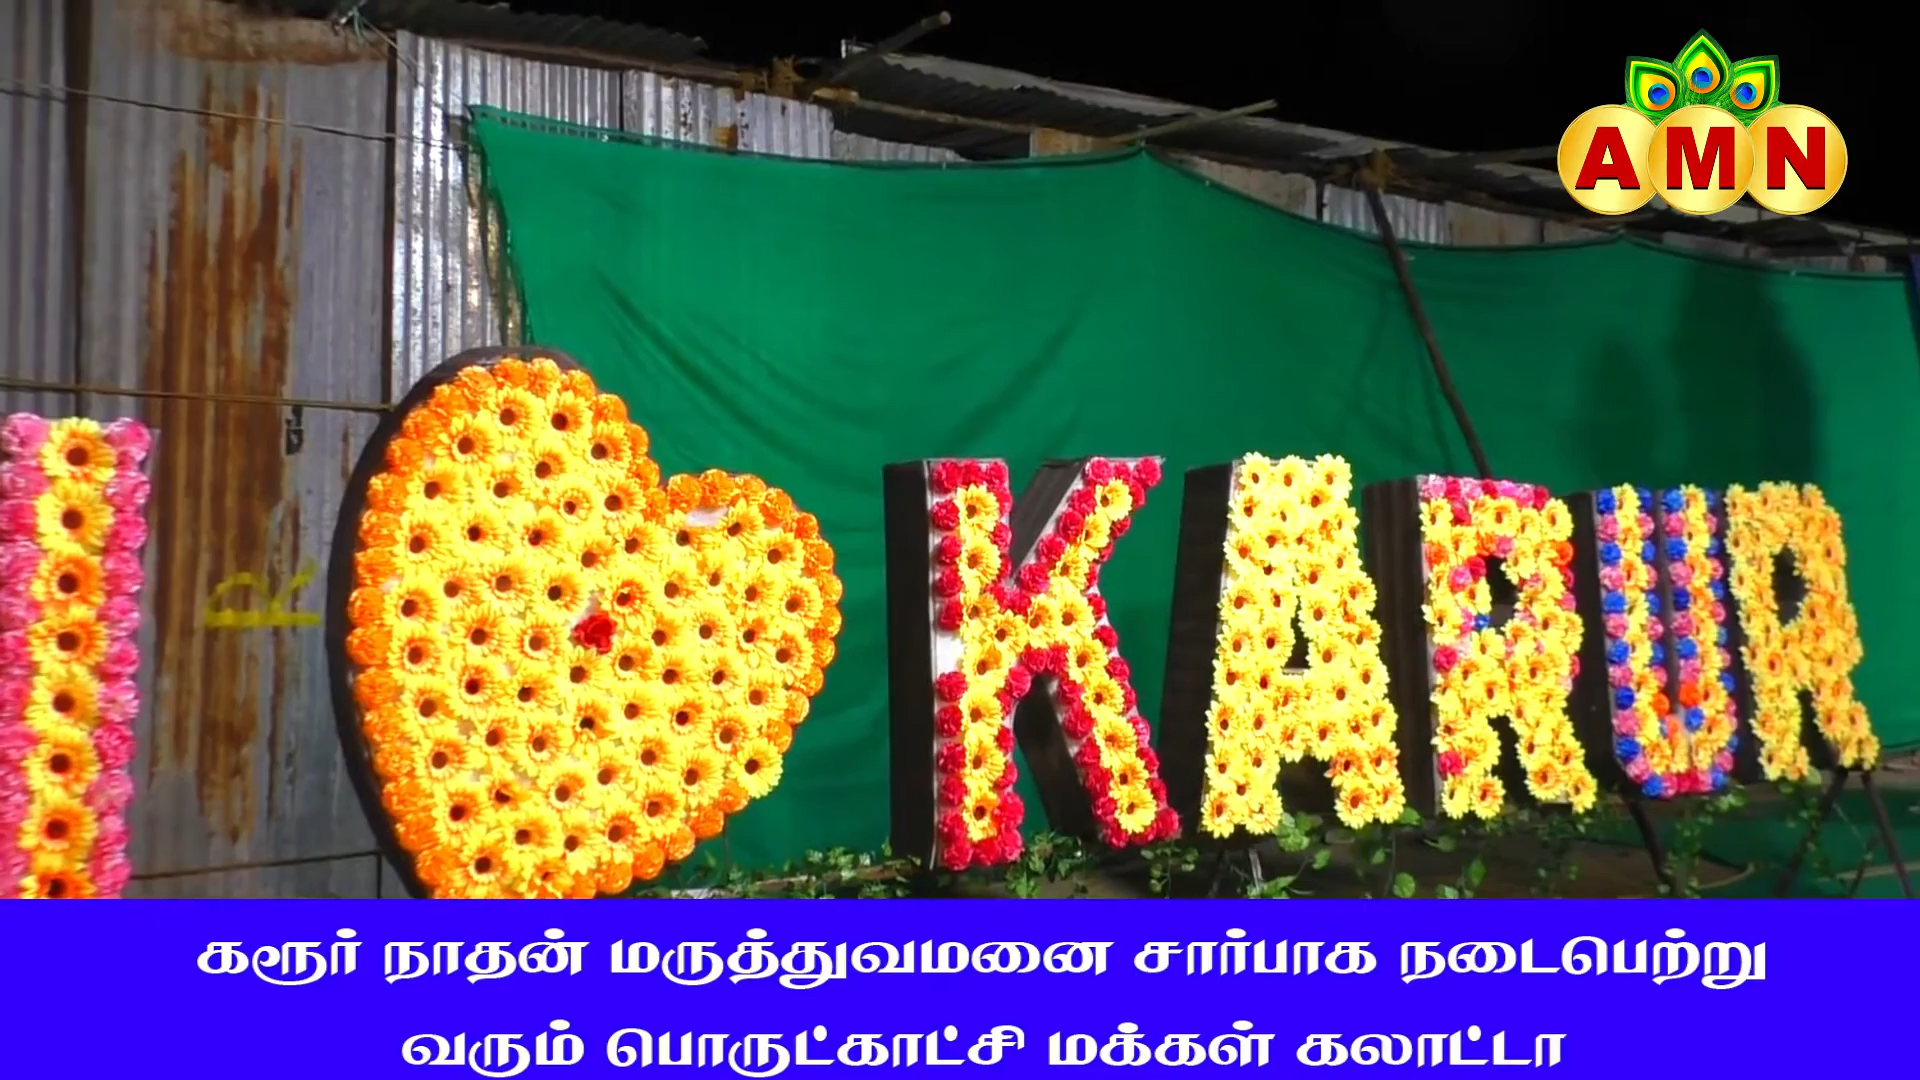 AMN
I KARUR
R
கரூர் நாதன் மருத்துவமனை சார்பாக நடைபெற்று
வரும் பொருட்காட்சி மக்கள் கலாட்டா